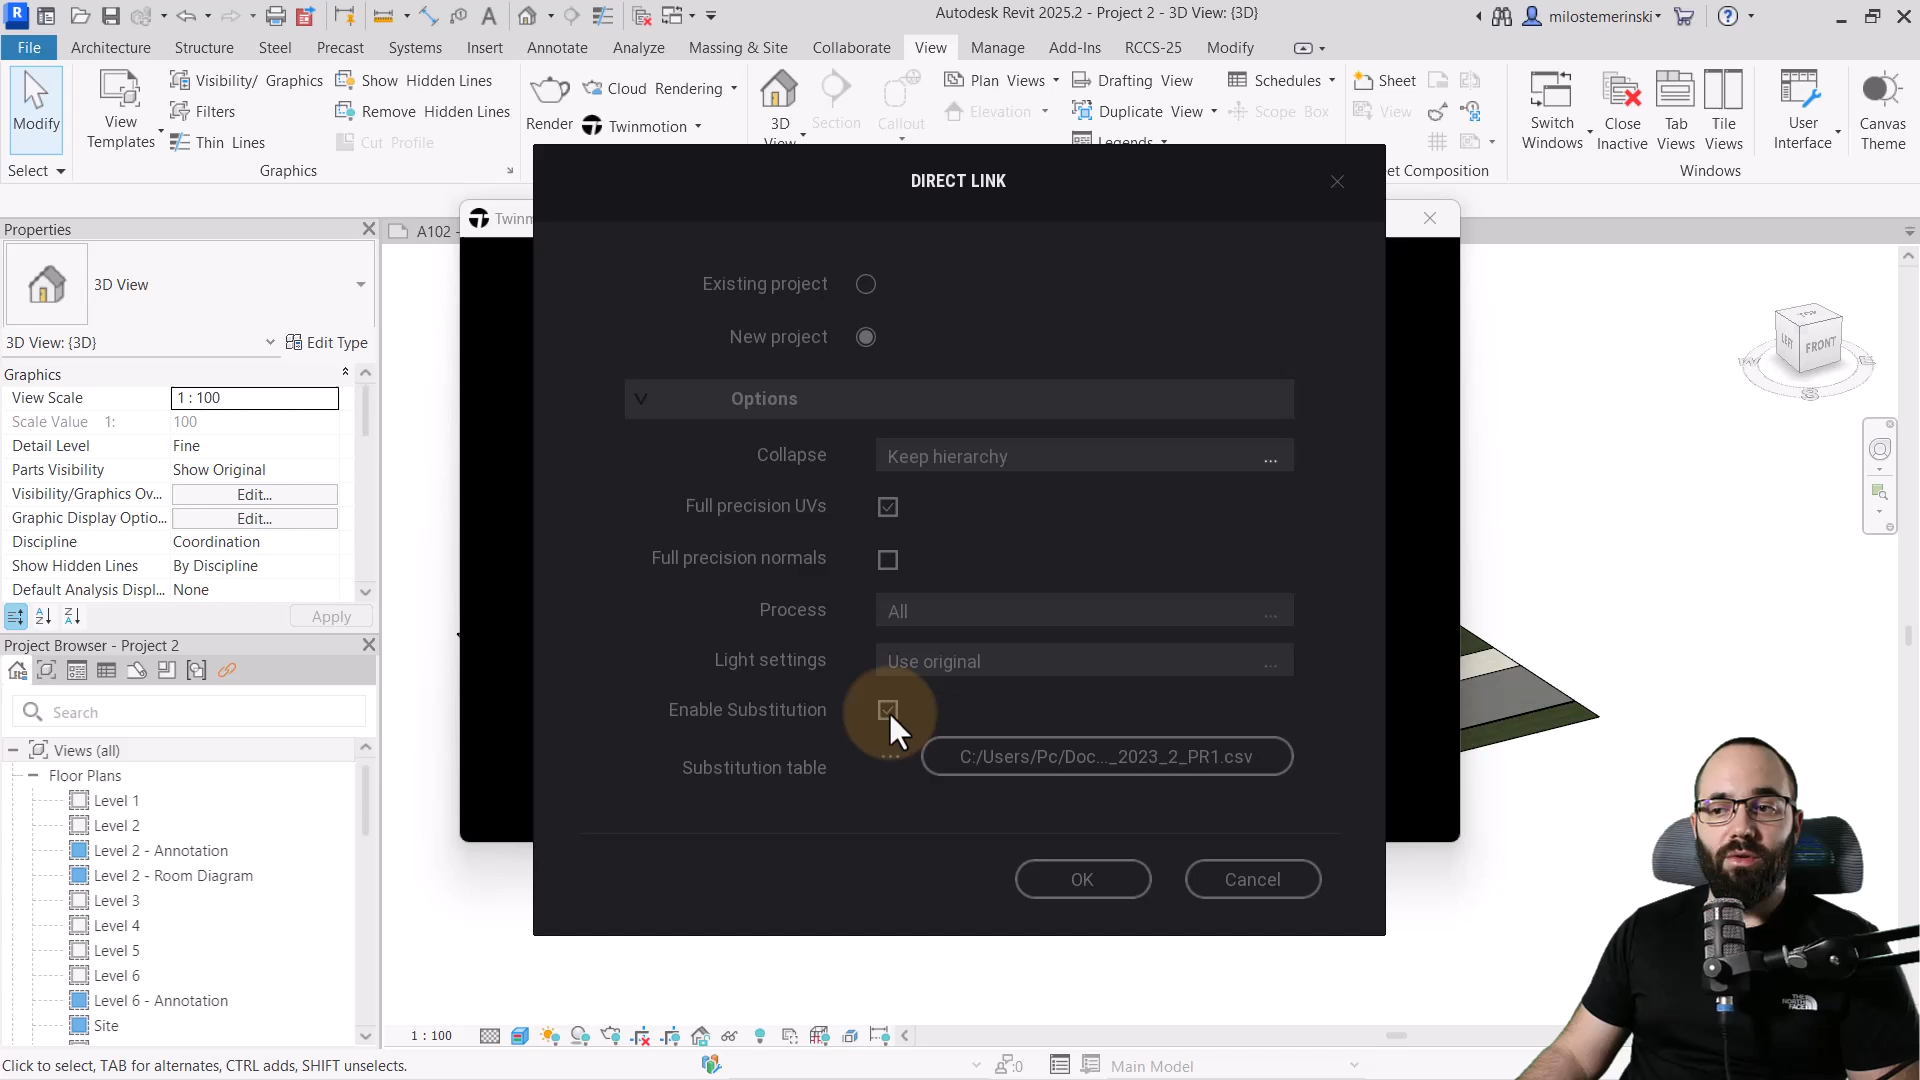 Autodesk Revit 2025.2 - Project 2 - 3D View: {3D}
milostemerinski
File
Architecture
Structure
Steel
Precast
Systems
Insert
Annotate
Analyze
Massing & Site
Collaborate
View
Manage
Add-Ins
RCCS-25
Modify
Modify
View
Templates
Visibility/ Graphics
Filters
Thin Lines
Show Hidden Lines
Remove Hidden Lines
Cut Profile
Render
Cloud Rendering
Twinmotion
3D
View
Section
Callout
Plan Views
Elevation
Drafting View
Duplicate View
Legends
Schedules
Scope Box
Sheet
View
Switch
Windows
Close
Inactive
Tab
Views
Tile
Views
User
Interface
Canvas
Theme
Select
Graphics
et Composition
Windows
Properties
3D View
3D View: {3D}
Edit Type
Graphics
View Scale
1 : 100
Scale Value 1:
100
Detail Level
Fine
Parts Visibility
Show Original
Visibility/Graphics Ov...
Edit...
Graphic Display Optio...
Edit...
Discipline
Coordination
Show Hidden Lines
By Discipline
Default Analysis Displ...
None
Apply
Project Browser - Project 2
Search
Views (all)
Floor Plans
Level 1
Level 2
Level 2 - Annotation
Level 2 - Room Diagram
Level 3
Level 4
Level 5
Level 6
Level 6 - Annotation
Site
A102 -
Twinm
DIRECT LINK
Existing project
New project
Options
Collapse
Keep hierarchy
...
Full precision UVs
Full precision normals
Process
All
...
Light settings
Use original
...
Enable Substitution
Substitution table
...
C:/Users/Pc/Doc..._2023_2_PR1.csv
OK
Cancel
TOP
LEFT
FRONT
S
E
THE
NORTH
FACE
1 : 100
Click to select, TAB for alternates, CTRL adds, SHIFT unselects.
:0
Main Model